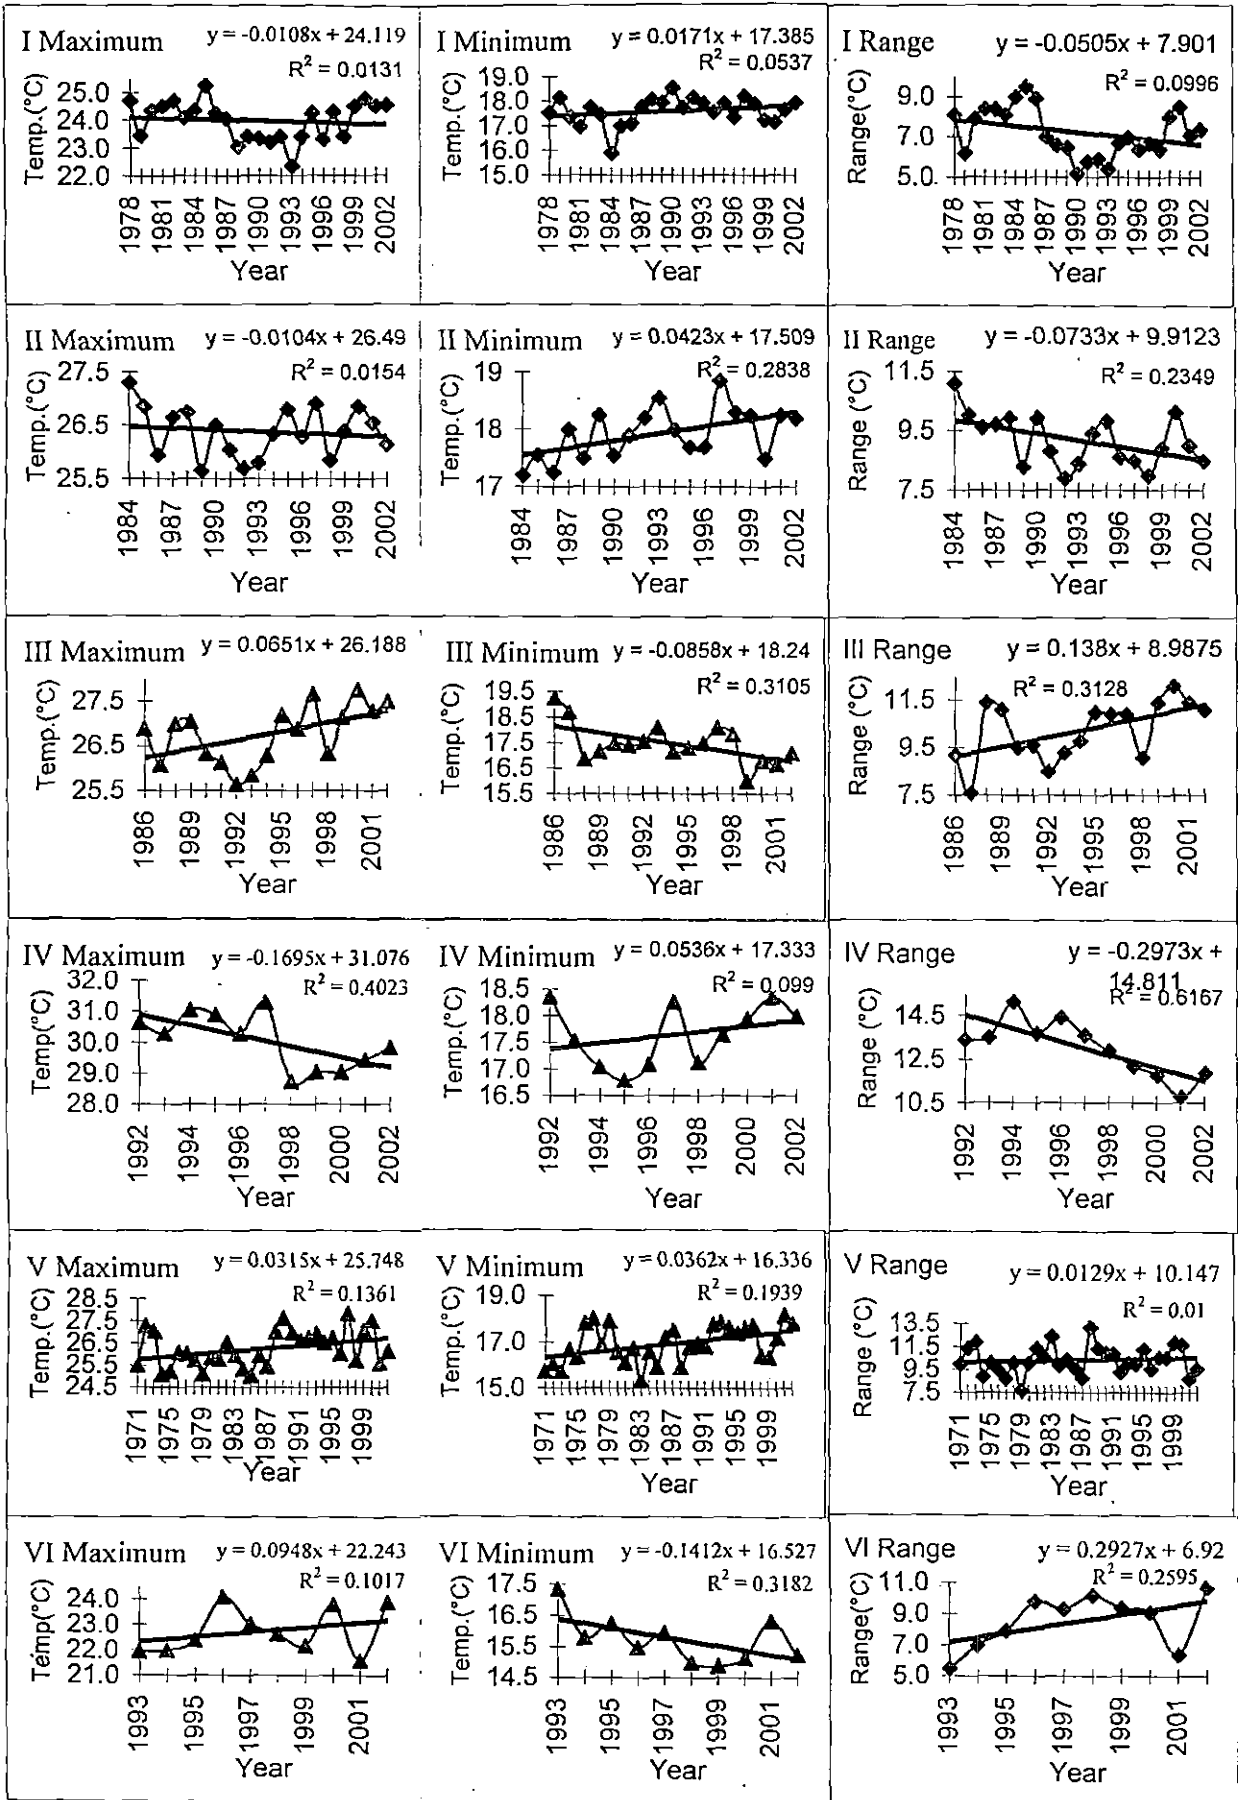 I Maximum y = -0.0108x + 24.119
R² = 0.0131
Temp.(°C)
25.0
24.0
23.0
22.0
1978 1981 1984 1987 1990 1993 1996 1999 2002
Year
I Minimum y = 0.0171x + 17.385
R² = 0.0537
Temp.(°C)
19.0
18.0
17.0
16.0
15.0
1978 1981 1984 1987 1990 1993 1996 1999 2002
Year
I Range y = -0.0505x + 7.901
R² = 0.0996
Range (°C)
9.0
7.0
5.0
1978 1981 1984 1987 1990 1993 1996 1999 2002
Year
II Maximum y = -0.0104x + 26.49
R² = 0.0154
Temp.(°C)
27.5
26.5
25.5
1984 1987 1990 1993 1996 1999 2002
Year
II Minimum y = 0.0423x + 17.509
R² = 0.2838
Temp.(°C)
19
18
17
1984 1987 1990 1993 1996 1999 2002
Year
II Range y = -0.0733x + 9.9123
R² = 0.2349
Range (°C)
11.5
9.5
7.5
1984 1987 1990 1993 1996 1999 2002
Year
III Maximum y = 0.0651x + 26.188
Temp.(°C)
27.5
26.5
25.5
1986 1989 1992 1995 1998 2001
Year
III Minimum y = -0.0858x + 18.24
R² = 0.3105
Temp.(°C)
19.5
18.5
17.5
16.5
15.5
1986 1989 1992 1995 1998 2001
Year
III Range y = 0.138x + 8.9875
R² = 0.3128
Range (°C)
11.5
9.5
7.5
1986 1989 1992 1995 1998 2001
Year
IV Maximum y = -0.1695x + 31.076
R² = 0.4023
Temp(°C)
32.0
31.0
30.0
29.0
28.0
1992 1994 1996 1998 2000 2002
Year
IV Minimum y = 0.0536x + 17.333
R² = 0.099
Temp.(°C)
18.5
18.0
17.5
17.0
16.5
1992 1994 1996 1998 2000 2002
Year
IV Range y = -0.2973x +
14.811
R² = 0.6167
Range (°C)
14.5
12.5
10.5
1992 1994 1996 1998 2000 2002
Year
V Maximum y = 0.0315x + 25.748
R² = 0.1361
Temp.(°C)
28.5
27.5
26.5
25.5
24.5
1971 1975 1979 1983 1987 1991 1995 1999
Year
V Minimum y = 0.0362x + 16.336
R² = 0.1939
Temp.(°C)
19.0
17.0
15.0
1971 1975 1979 1983 1987 1991 1995 1999
Year
V Range y = 0.0129x + 10.147
R² = 0.01
Range (°C)
13.5
11.5
9.5
7.5
1971 1975 1979 1983 1987 1991 1995 1999
Year
VI Maximum y = 0.0948x + 22.243
R² = 0.1017
Temp(°C)
24.0
23.0
22.0
21.0
1993 1995 1997 1999 2001
Year
VI Minimum y = -0.1412x + 16.527
R² = 0.3182
Temp.(°C)
17.5
16.5
15.5
14.5
1993 1995 1997 1999 2001
Year
VI Range y = 0.2927x + 6.92
R² = 0.2595
Range(°C)
11.0
9.0
7.0
5.0
1993 1995 1997 1999 2001
Year